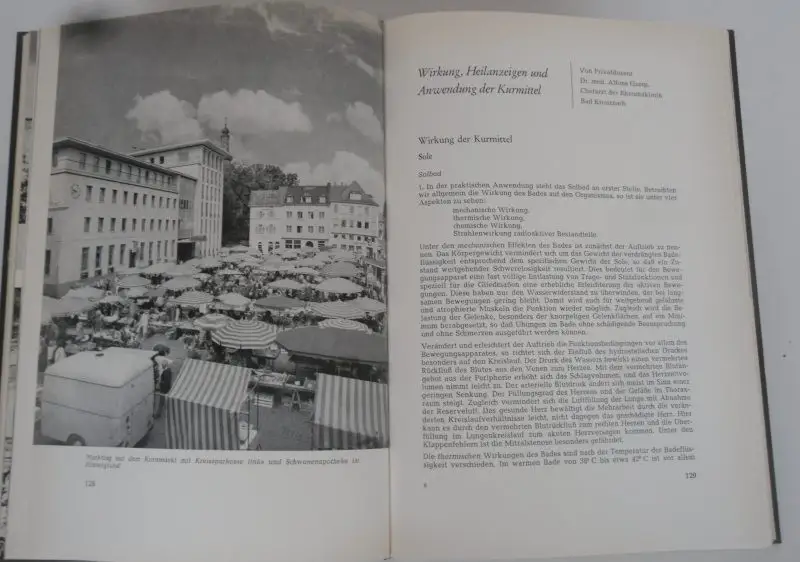 Markttag auf dem Kornmarkt mit Kreissparkasse links und Schwanenapotheke im
Hintergrund
128
Wirkung, Heilanzeigen und
Anwendung der Kurmittel
Von Privatdozent
Dr. med. Alfons
Chefarzt der Rheumaklinik
Bad Kreuznach
Wirkung der Kurmittel
Sole
Solbad
1. In der praktischen Anwendung steht das Solbad an erster Stelle. Betrachten
wir allgemein die Wirkung des Bades auf den Organismus, so ist sie unter vier
Aspekten zu sehen:
mechanische Wirkung,
thermische Wirkung,
chemische Wirkung,
Strahlenwirkung radioaktiver Bestandteile.
Unter den mechanischen Effekten des Bades ist zunächst der Auftrieb zu nen-
nen. Das Körpergewicht vermindert sich um das Gewicht der verdrängten Bade-
flüssigkeit entsprechend dem spezifischen Gewicht der Sole, so daß ein Zu-
stand weitgehender Schwerelosigkeit resultiert. Dies bedeutet für den Bewe-
gungsapparat eine fast völlige Entlastung von Trage- und Stützfunktionen und
speziell für die Gliedmaßen eine erhebliche Erleichterung der aktiven Bewe-
gungen. Diese haben nur den Wasserwiderstand zu überwinden, der bei lang-
samen Bewegungen gering bleibt. Damit wird auch für weitgehend gelähmte
und atrophierte Muskeln die Funktion wieder möglich. Zugleich wird die Be-
lastung der Gelenke, besonders der knorpeligen Gelenkflächen, auf ein Mini-
mum herabgesetzt, so daß Übungen im Bade ohne schädigende Beanspruchung
und ohne Schmerzen ausgeführt werden können.
Verändert und erleichtert der Auftrieb die Funktionsbedingungen vor allem des
Bewegungsapparates, so richtet sich der Einfluß des hydrostatischen Druckes
besonders auf den Kreislauf. Der Druck des Wassers bewirkt einen vermehrten
Rückfluß des Blutes aus den Venen zum Herzen. Mit dem vermehrten Blutan-
gebot aus der Peripherie erhöht sich das Schlagvolumen, und das Herzzeitvo-
lumen nimmt leicht zu. Der arterielle Blutdruck ändert sich meist im Sinn einer
geringen Senkung. Der Füllungsgrad des Herzens und der Gefäße im Thorax-
raum steigt. Zugleich vermindert sich die Luftfüllung der Lunge mit Abnahme
der Reserveluft. Das gesunde Herz bewältigt die Mehrarbeit durch die verän-
derten Kreislaufverhältnisse leicht, nicht dagegen das geschädigte Herz. Hier
kann es durch den vermehrten Blutrückfluß zum rechten Herzen und die Über-
füllung im Lungenkreislauf zum akuten Herzversagen kommen. Unter den
Klappenfehlern ist die Mitralstenose besonders gefährdet.
Die thermischen Wirkungen des Bades sind nach der Temperatur der Badeflüs-
sigkeit verschieden. Im warmen Bade von 38° C bis etwa 42° C ist vor allem
129